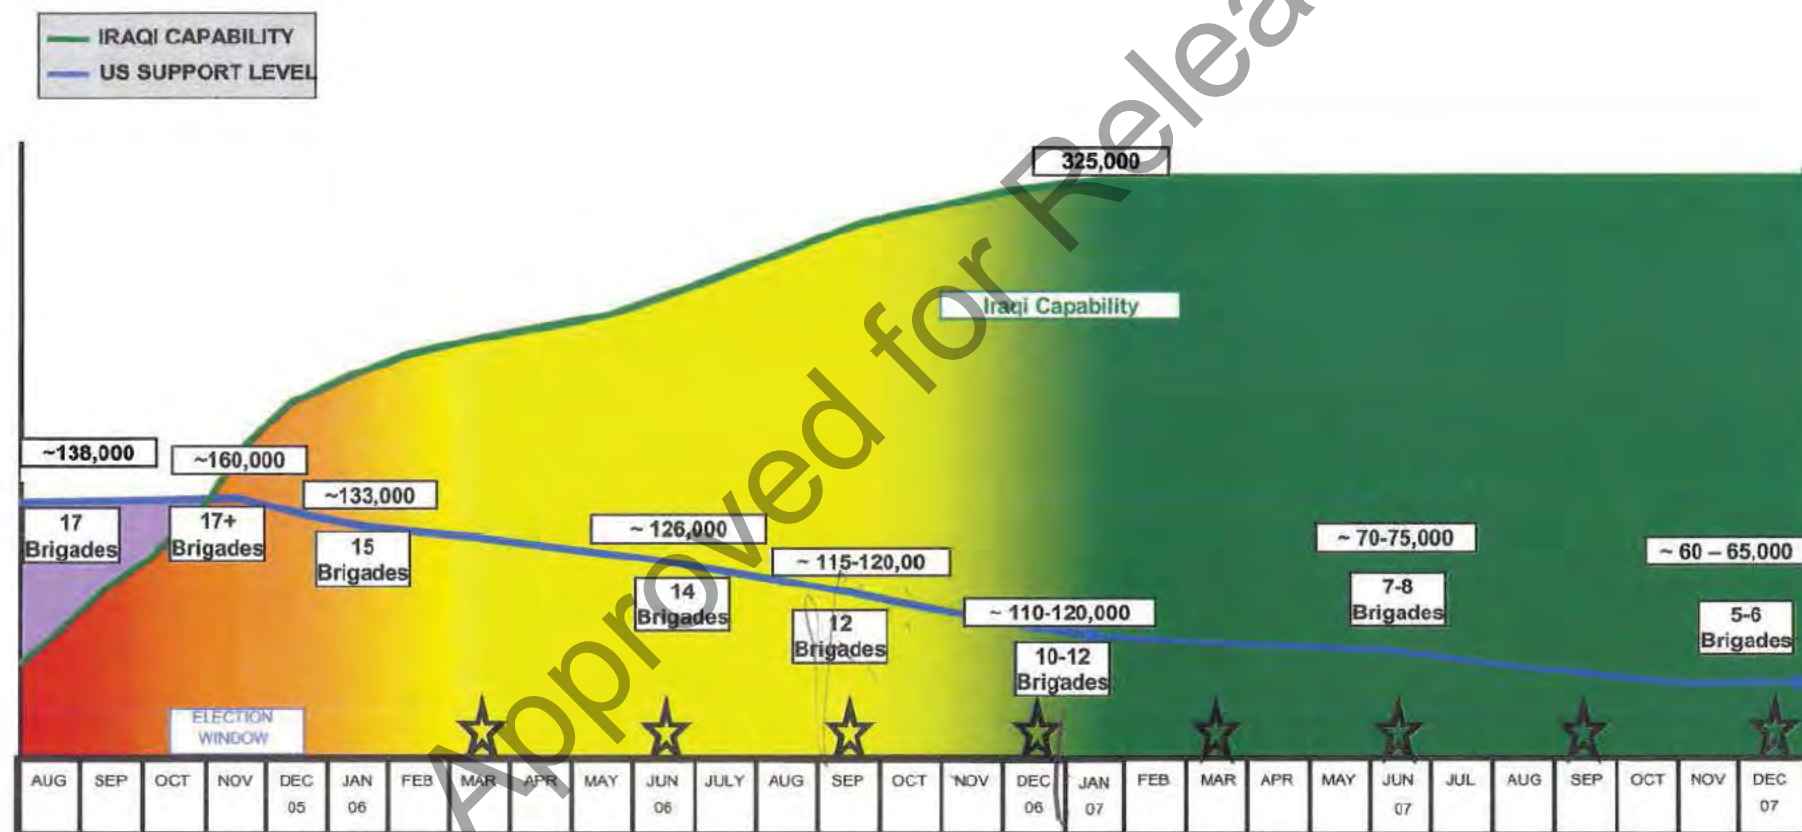 IRAQI CAPABILITY
US SUPPORT LEVEL
325,000
Iraqi Capability
~138,000
~160,000
~133,000
~ 126,000
~ 115-120,00
~ 110-120,000
~ 70-75,000
~ 60 – 65,000
17
Brigades
17+
Brigades
15
Brigades
14
Brigades
12
Brigades
10-12
Brigades
7-8
Brigades
5-6
Brigades
ELECTION
WINDOW
AUG SEP OCT NOV DEC JAN FEB MAR APR MAY JUN JULY AUG SEP OCT NOV DEC JAN FEB MAR APR MAY JUN JUL AUG SEP OCT NOV DEC
05 06 06 06 07 07 07
Approved for Relea